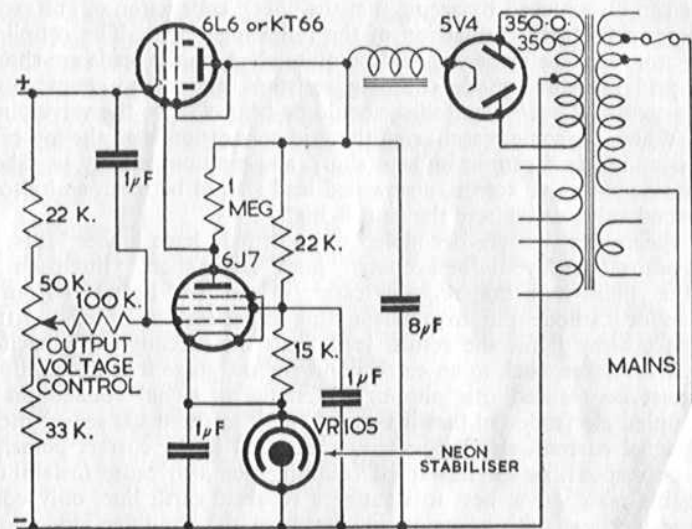 6L6 or KT66
5V4
350·0·
350
+
1μF
1
MEG
22 K.
22 K.
6J7
50 K.
100 K.
8μF
OUTPUT
VOLTAGE
CONTROL
15 K.
1μF
MAINS
33 K.
1μF
VR105
NEON
STABILISER
−